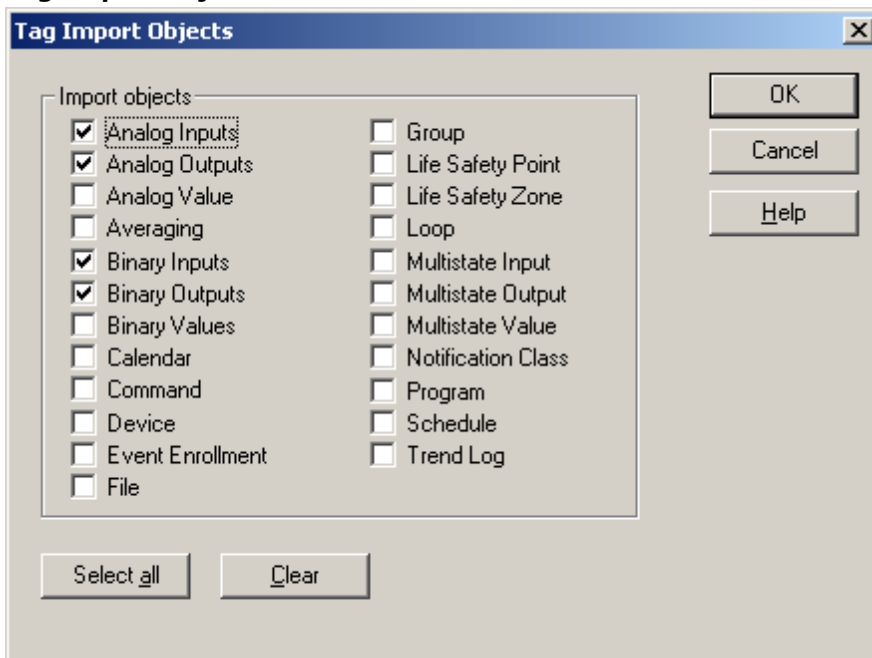 Tag Import Objects
Import objects
Analog Inputs
Analog Outputs
Analog Value
Averaging
Binary Inputs
Binary Outputs
Binary Values
Calendar
Command
Device
Event Enrollment
File
Group
Life Safety Point
Life Safety Zone
Loop
Multistate Input
Multistate Output
Multistate Value
Notification Class
Program
Schedule
Trend Log
OK
Cancel
Help
Select all
Clear